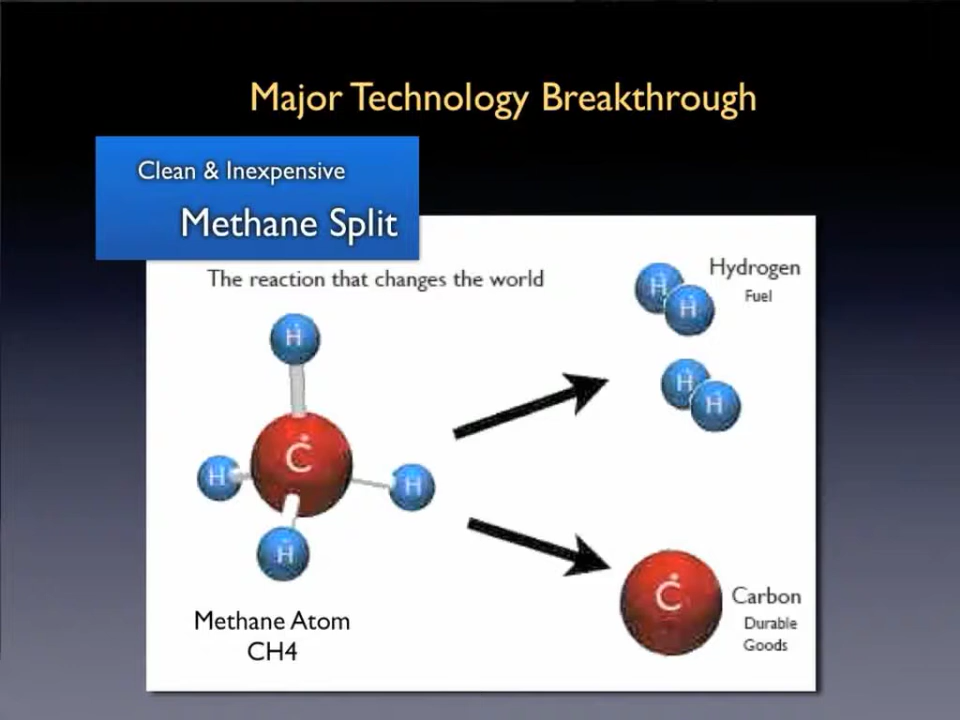 Major Technology Breakthrough
Clean & Inexpensive
Methane Split
The reaction that changes the world
Hydrogen
Fuel
H
H
H
H
H
C
H
H
H
Methane Atom
CH4
C
Carbon
Durable
Goods